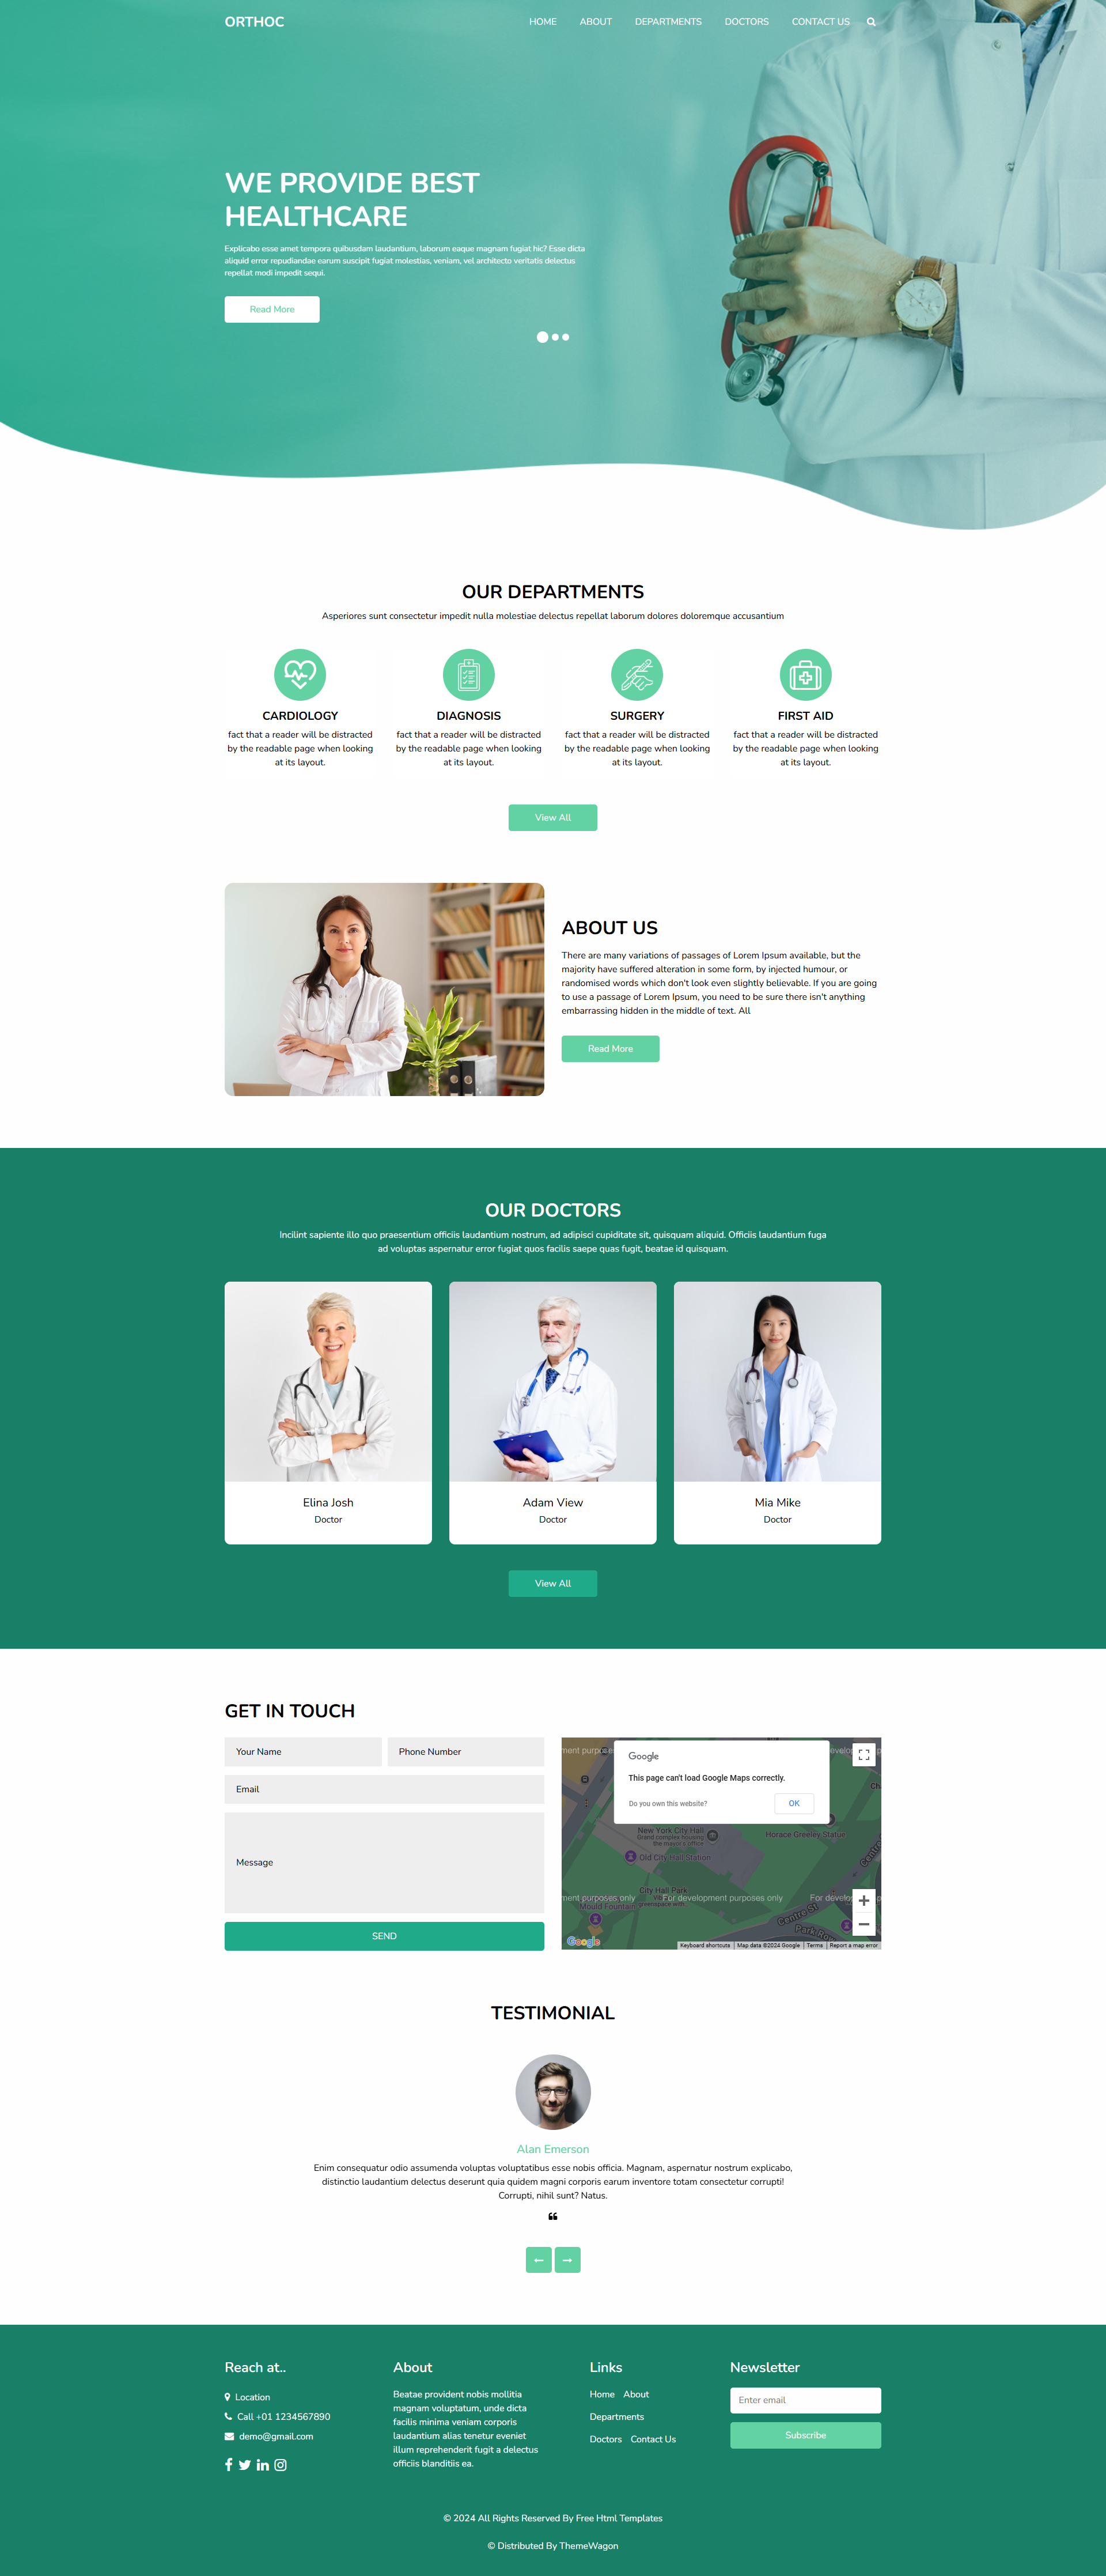 ORTHOC
HOME ABOUT DEPARTMENTS DOCTORS CONTACT US
WE PROVIDE BEST
HEALTHCARE
Explicabo esse amet tempora quibusdam laudantium, laborum eaque magnam fugiat hic? Esse dicta
aliquid error repudiandae earum suscipit fugiat molestias, veniam, vel architecto veritatis delectus
repellat modi impedit sequi.
Read More
OUR DEPARTMENTS
Asperiores sunt consectetur impedit nulla molestiae delectus repellat laborum dolores doloremque accusantium
CARDIOLOGY
fact that a reader will be distracted
by the readable page when looking
at its layout.
DIAGNOSIS
fact that a reader will be distracted
by the readable page when looking
at its layout.
SURGERY
fact that a reader will be distracted
by the readable page when looking
at its layout.
FIRST AID
fact that a reader will be distracted
by the readable page when looking
at its layout.
View All
ABOUT US
There are many variations of passages of Lorem Ipsum available, but the
majority have suffered alteration in some form, by injected humour, or
randomised words which don't look even slightly believable. If you are going
to use a passage of Lorem Ipsum, you need to be sure there isn't anything
embarrassing hidden in the middle of text. All
Read More
OUR DOCTORS
Incilint sapiente illo quo praesentium officiis laudantium nostrum, ad adipisci cupiditate sit, quisquam aliquid. Officiis laudantium fuga
ad voluptas aspernatur error fugiat quos facilis saepe quas fugit, beatae id quisquam.
Elina Josh
Doctor
Adam View
Doctor
Mia Mike
Doctor
View All
GET IN TOUCH
Your Name
Phone Number
Email
Message
SEND
Google
This page can't load Google Maps correctly.
Do you own this website?
OK
New York City Hall
Grand complex housing
the mayor's office
Horace Greeley Statue
Old City Hall Station
City Hall Park
greenspace with
Mould Fountain
For development purposes only
Centre St
Park Row
Centre
Google
Keyboard shortcuts
Map data ©2024 Google
Terms
Report a map error
TESTIMONIAL
Alan Emerson
Enim consequatur odio assumenda voluptas voluptatibus esse nobis officia. Magnam, aspernatur nostrum explicabo,
distinctio laudantium delectus deserunt quia quidem magni corporis earum inventore totam consectetur corrupti!
Corrupti, nihil sunt? Natus.
Reach at..
Location
Call +01 1234567890
demo@gmail.com
About
Beatae provident nobis mollitia
magnam voluptatum, unde dicta
facilis minima veniam corporis
laudantium alias tenetur eveniet
illum reprehenderit fugit a delectus
officiis blanditiis ea.
Links
Home About
Departments
Doctors Contact Us
Newsletter
Enter email
Subscribe
© 2024 All Rights Reserved By Free Html Templates
© Distributed By ThemeWagon